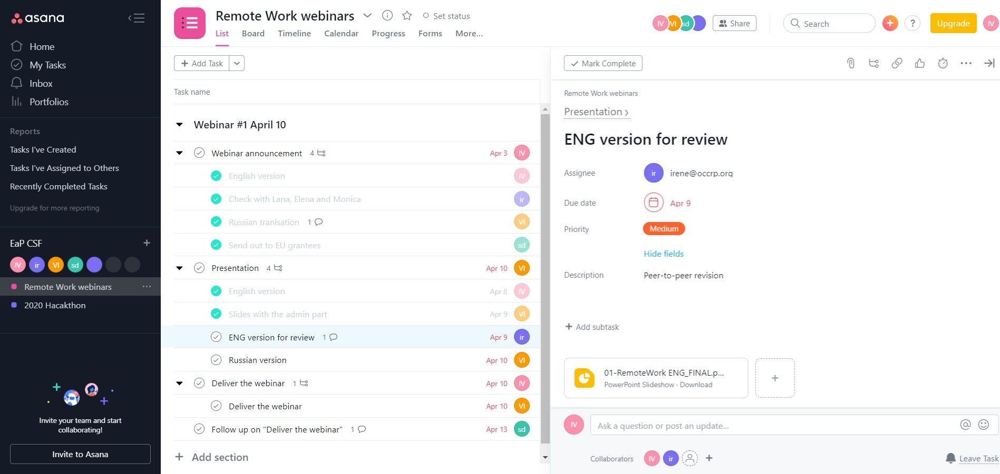 asana
Home
My Tasks
Inbox
Portfolios
Reports
Tasks I've Created
Tasks I've Assigned to Others
Recently Completed Tasks
Upgrade for more reporting
EaP CSF
IV ir VI sd
Remote Work webinars
2020 Hacakthon
Invite your team and start
collaborating!
Invite to Asana
Remote Work webinars Set status
List Board Timeline Calendar Progress Forms More...
IV VI sd Share Search ? Upgrade IV
Add Task
Task name
Webinar #1 April 10
Webinar announcement 4 Apr 3 IV
English version IV
Check with Lana, Elena and Monica ir
Russian tranlsation 1 VI
Send out to EU grantees sd
Presentation 4 Apr 10 VI
English version Apr 8 IV
Slides with the admin part Apr 9 VI
ENG version for review 1 Apr 9 ir
Russian version Apr 10 VI
Deliver the webinar 1 Apr 10 IV
Deliver the webinar Apr 10 VI
Follow up on "Deliver the webinar" 1 Apr 13 sd
+ Add section
Mark Complete
Remote Work webinars
Presentation ›
ENG version for review
Assignee ir irene@occrp.org
Due date Apr 9
Priority Medium
Hide fields
Description Peer-to-peer revision
+ Add subtask
01-RemoteWork ENG_FINAL.p...
PowerPoint Slideshow · Download
+
IV Ask a question or post an update... @
Collaborators IV ir + Leave Task